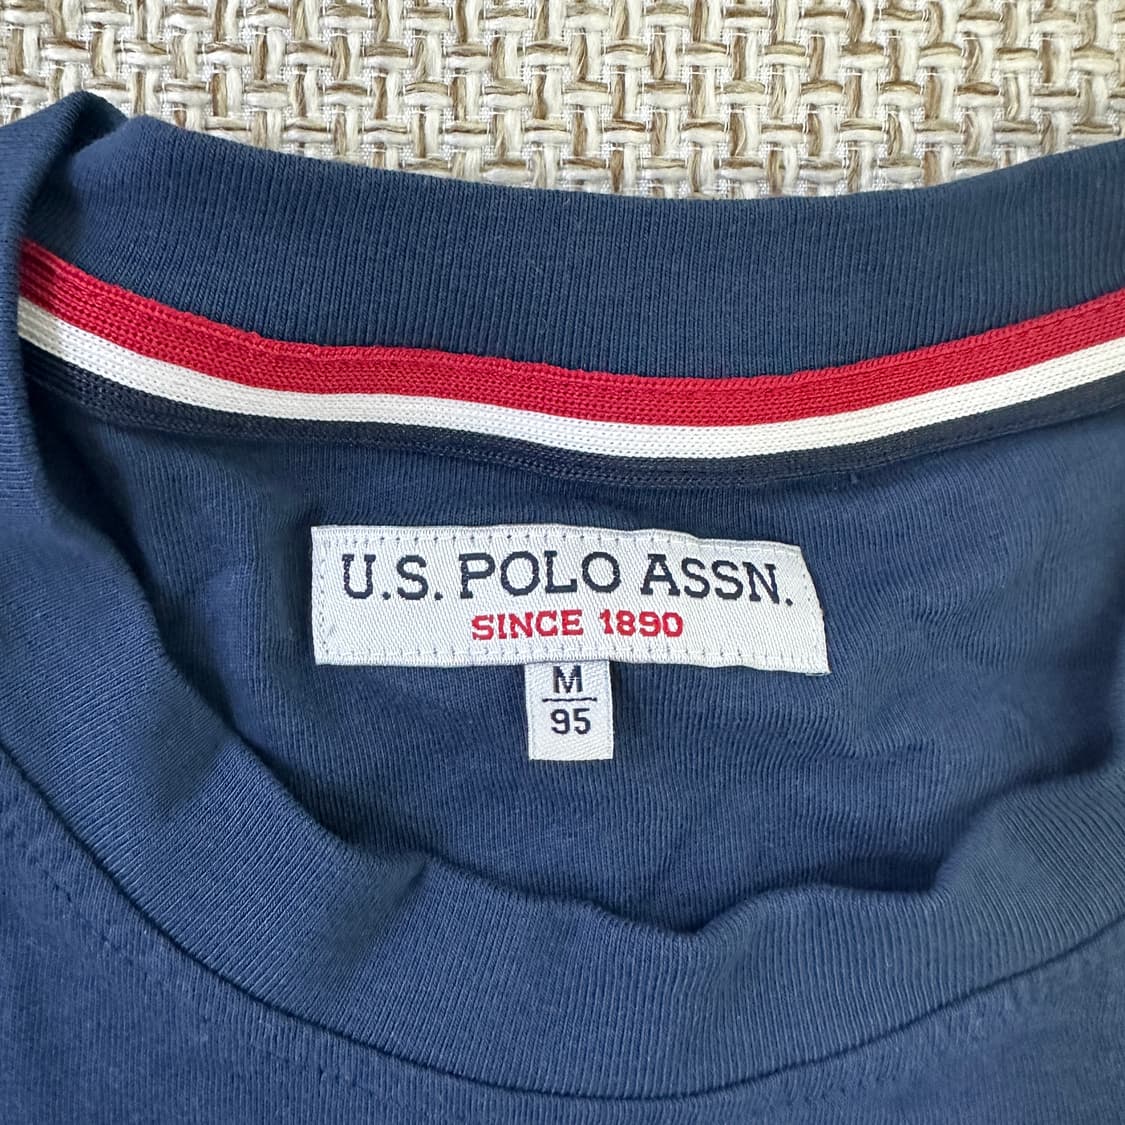 U.S. POLO ASSN.
SINCE 1890
M
95